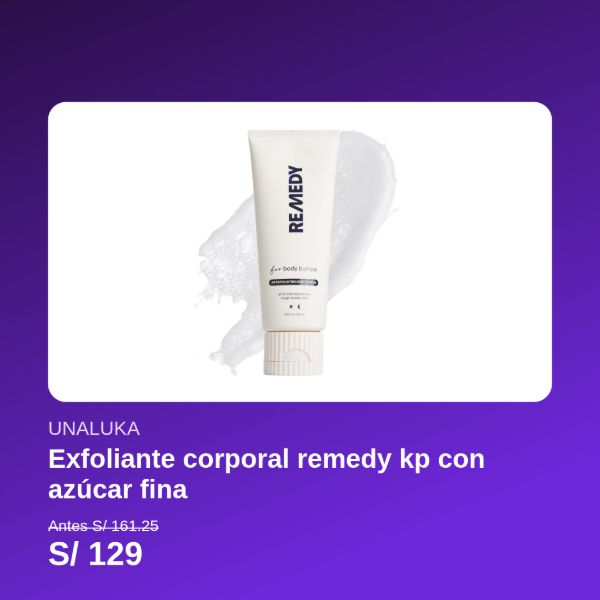 REMEDY
for body bumps
UNALUKA
Exfoliante corporal remedy kp con
azúcar fina
Antes S/ 161.25
S/ 129